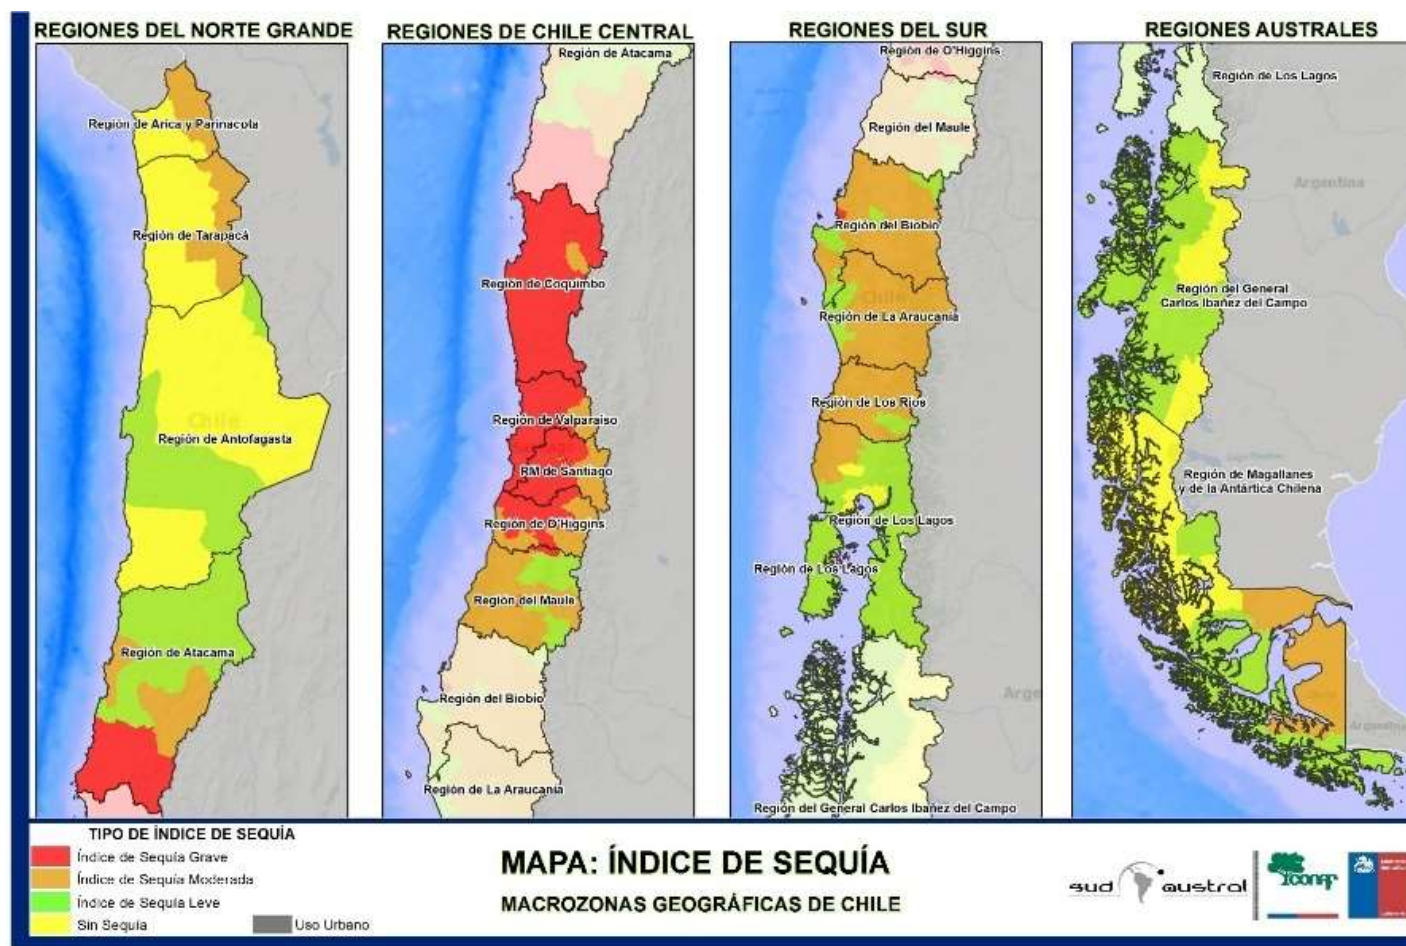 REGIONES DEL NORTE GRANDE
Región de Arica y Parinacota
Región de Tarapacá
Chile
Región de Antofagasta
Región de Atacama
REGIONES DE CHILE CENTRAL
Región de Atacama
Región de Coquimbo
Región de Valparaíso
RM de Santiago
Región de O'Higgins
Región del Maule
Región del Biobío
Región de La Araucanía
REGIONES DEL SUR
Región de O'Higgins
Región del Maule
Región del Biobío
Chile
Región de La Araucanía
Región de Los Ríos
Región de Los Lagos
Región de Los Lagos
Arge
Región del General Carlos Ibañez del Campo
REGIONES AUSTRALES
Región de Los Lagos
Argentina
Región del General
Carlos Ibañez del Campo
Región de Magallanes
y de la Antártica Chilena
Argentina
TIPO DE ÍNDICE DE SEQUÍA
Índice de Sequía Grave
Índice de Sequía Moderada
Índice de Sequía Leve
Sin Sequía
Uso Urbano
MAPA: ÍNDICE DE SEQUÍA
MACROZONAS GEOGRÁFICAS DE CHILE
sud austral
conaf